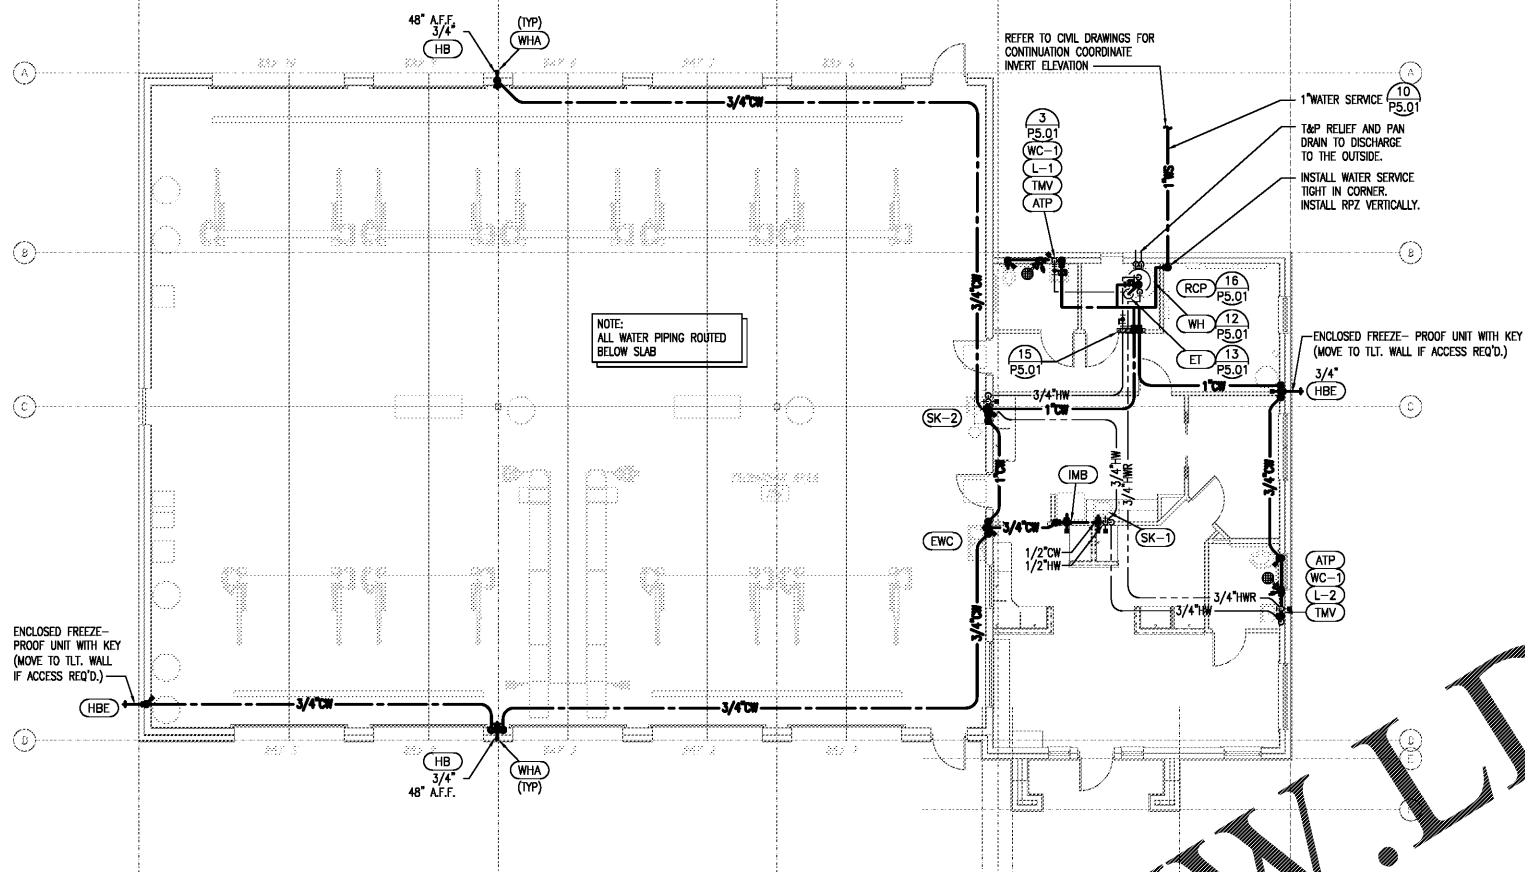 48" A.F.F.
3/4"
HB
(TYP)
WHA
REFER TO CIVIL DRAWINGS FOR
CONTINUATION COORDINATE
INVERT ELEVATION
A
A
3/4"CW
3
P5.01
WC-1
L-1
TMV
ATP
1"WATER SERVICE
10
P5.01
T&P RELIEF AND PAN
DRAIN TO DISCHARGE
TO THE OUTSIDE.
1"WS
INSTALL WATER SERVICE
TIGHT IN CORNER.
INSTALL RPZ VERTICALLY.
B
B
3/4"CW
RCP
16
P5.01
WH
12
P5.01
ET
13
P5.01
15
P5.01
NOTE:
ALL WATER PIPING ROUTED
BELOW SLAB
ENCLOSED FREEZE- PROOF UNIT WITH KEY
(MOVE TO TLT. WALL IF ACCESS REQ'D.)
3/4"
HBE
1"CW
3/4"HW
1"CW
C
C
SK-2
1"CW
3/4"HW
3/4"HWR
3/4"CW
IMB
3/4"CW
EWC
SK-1
1/2"CW
1/2"HW
ATP
WC-1
L-2
TMV
3/4"HWR
3/4"HW
3/4"CW
ENCLOSED FREEZE-
PROOF UNIT WITH KEY
(MOVE TO TLT. WALL
IF ACCESS REQ'D.)
HBE
3/4"CW
3/4"CW
D
D
E
HB
3/4"
48" A.F.F.
WHA
(TYP)
W.LI